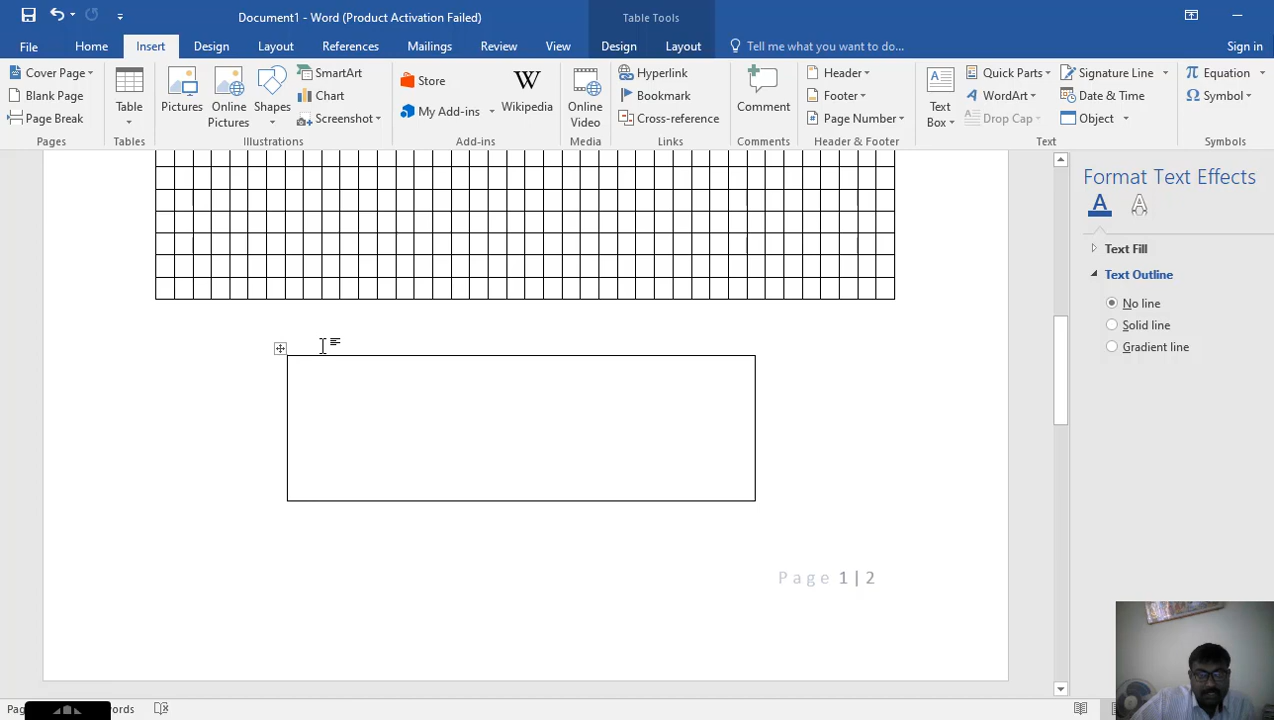 Document1 - Word (Product Activation Failed)
Table Tools
File
Home
Insert
Design
Layout
References
Mailings
Review
View
Design
Layout
Tell me what you want to do...
Sign in
Cover Page
Blank Page
Page Break
Pages
Table
Tables
Pictures
Online Pictures
Shapes
SmartArt
Chart
Screenshot
Illustrations
Store
My Add-ins
W
Wikipedia
Add-ins
Online Video
Media
Hyperlink
Bookmark
Cross-reference
Links
Comment
Comments
Header
Footer
Page Number
Header & Footer
A
Text Box
Quick Parts
WordArt
Drop Cap
Signature Line
Date & Time
Object
Text
π Equation
Ω Symbol
Symbols
Format Text Effects
A A
Text Fill
Text Outline
No line
Solid line
Gradient line
Page 1 | 2